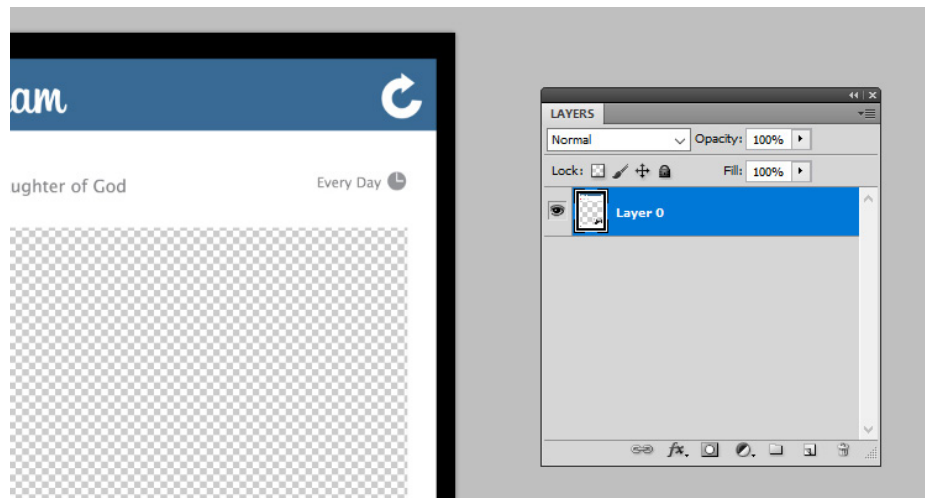 am
ughter of God
Every Day
LAYERS
Normal
Opacity: 100%
Lock:
Fill: 100%
Layer 0
fx.